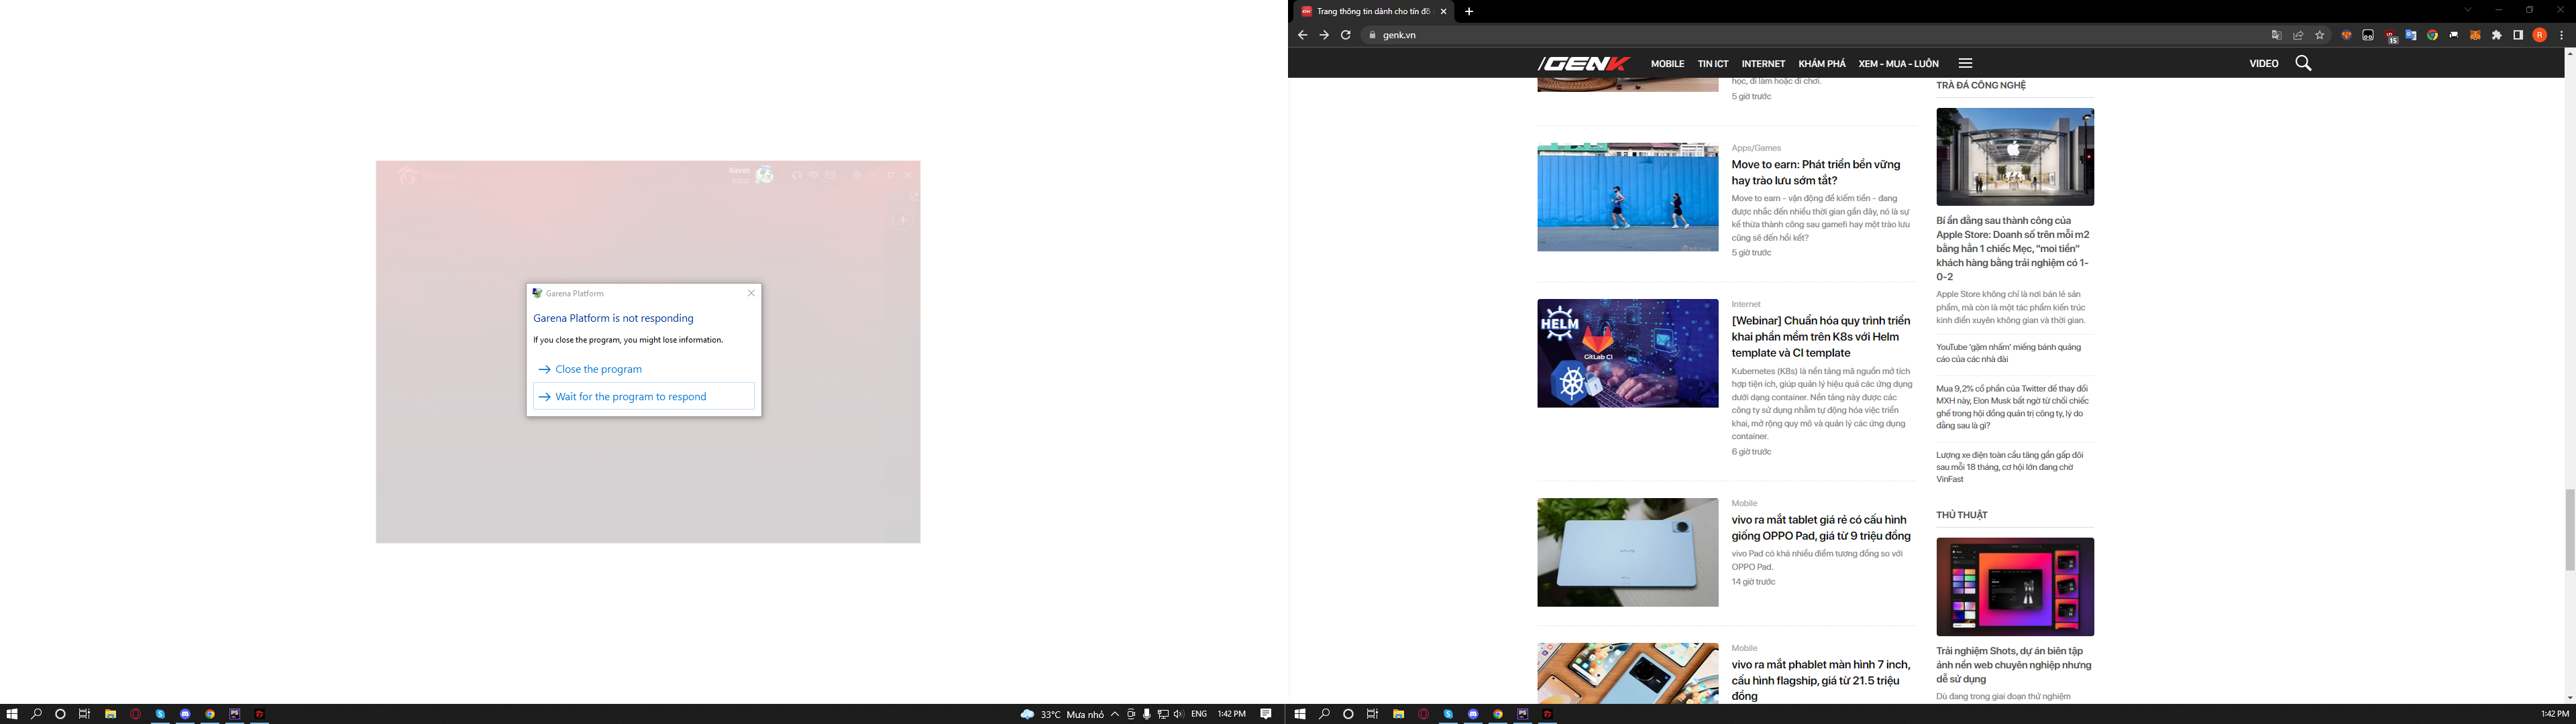 Raven
Garena Platform
Garena Platform is not responding
If you close the program, you might lose information.
Close the program
Wait for the program to respond
33°C Mưa nhỏ
ENG
1:42 PM
Trang thông tin dành cho tín đồ
genk.vn
15
R
/GENK
MOBILE
TIN ICT
INTERNET
KHÁM PHÁ
XEM - MUA - LUÔN
VIDEO
học, đi làm hoặc đi chơi.
5 giờ trước
Apps/Games
Move to earn: Phát triển bền vững
hay trào lưu sớm tắt?
Move to earn - vận động để kiếm tiền - đang
được nhắc đến nhiều thời gian gần đây, nó là sự
kế thừa thành công sau gamefi hay một trào lưu
cũng sẽ đến hồi kết?
5 giờ trước
HELM
GitLab CI
Internet
[Webinar] Chuẩn hóa quy trình triển
khai phần mềm trên K8s với Helm
template và CI template
Kubernetes (K8s) là nền tảng mã nguồn mở tích
hợp tiện ích, giúp quản lý hiệu quả các ứng dụng
dưới dạng container. Nền tảng này được các
công ty sử dụng nhằm tự động hóa việc triển
khai, mở rộng quy mô và quản lý các ứng dụng
container.
6 giờ trước
vivo
Mobile
vivo ra mắt tablet giá rẻ có cấu hình
giống OPPO Pad, giá từ 9 triệu đồng
vivo Pad có khá nhiều điểm tương đồng so với
OPPO Pad.
14 giờ trước
Mobile
vivo ra mắt phablet màn hình 7 inch,
cấu hình flagship, giá từ 21.5 triệu
đồng
TRÀ ĐÁ CÔNG NGHỆ
Bí ẩn đằng sau thành công của
Apple Store: Doanh số trên mỗi m2
bằng hẳn 1 chiếc Mẹc, "moi tiền"
khách hàng bằng trải nghiệm có 1-
0-2
Apple Store không chỉ là nơi bán lẻ sản
phẩm, mà còn là một tác phẩm kiến trúc
kinh điển xuyên không gian và thời gian.
YouTube 'gặm nhấm' miếng bánh quảng
cáo của các nhà đài
Mua 9,2% cổ phần của Twitter để thay đổi
MXH này, Elon Musk bất ngờ từ chối chiếc
ghế trong hội đồng quản trị công ty, lý do
đằng sau là gì?
Lượng xe điện toàn cầu tăng gần gấp đôi
sau mỗi 18 tháng, cơ hội lớn đang chờ
VinFast
THỦ THUẬT
Trải nghiệm Shots, dự án biên tập
ảnh nền web chuyên nghiệp nhưng
dễ sử dụng
Dù đang trong giai đoạn thử nghiệm
1:42 PM